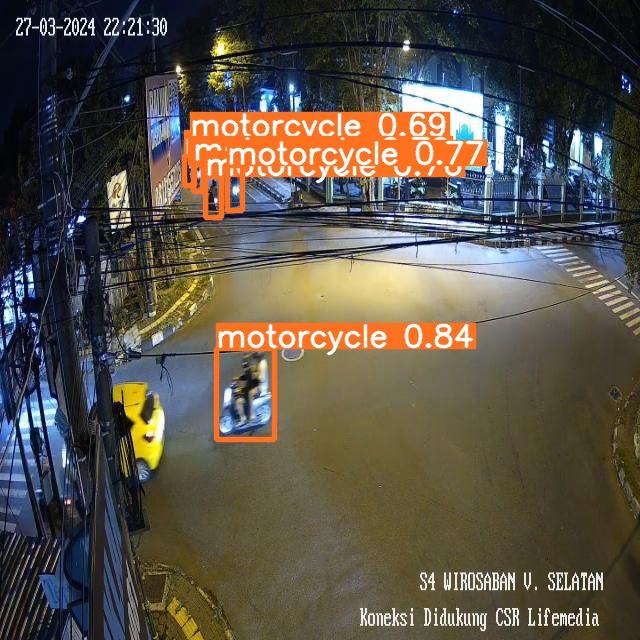 27-03-2024 22:21:30
motorcycle 0.69
motorcycle 0.77
motorcycle 0.84
S4 WIROSABAN V. SELATAN
Koneksi Didukung CSR Lifemedia